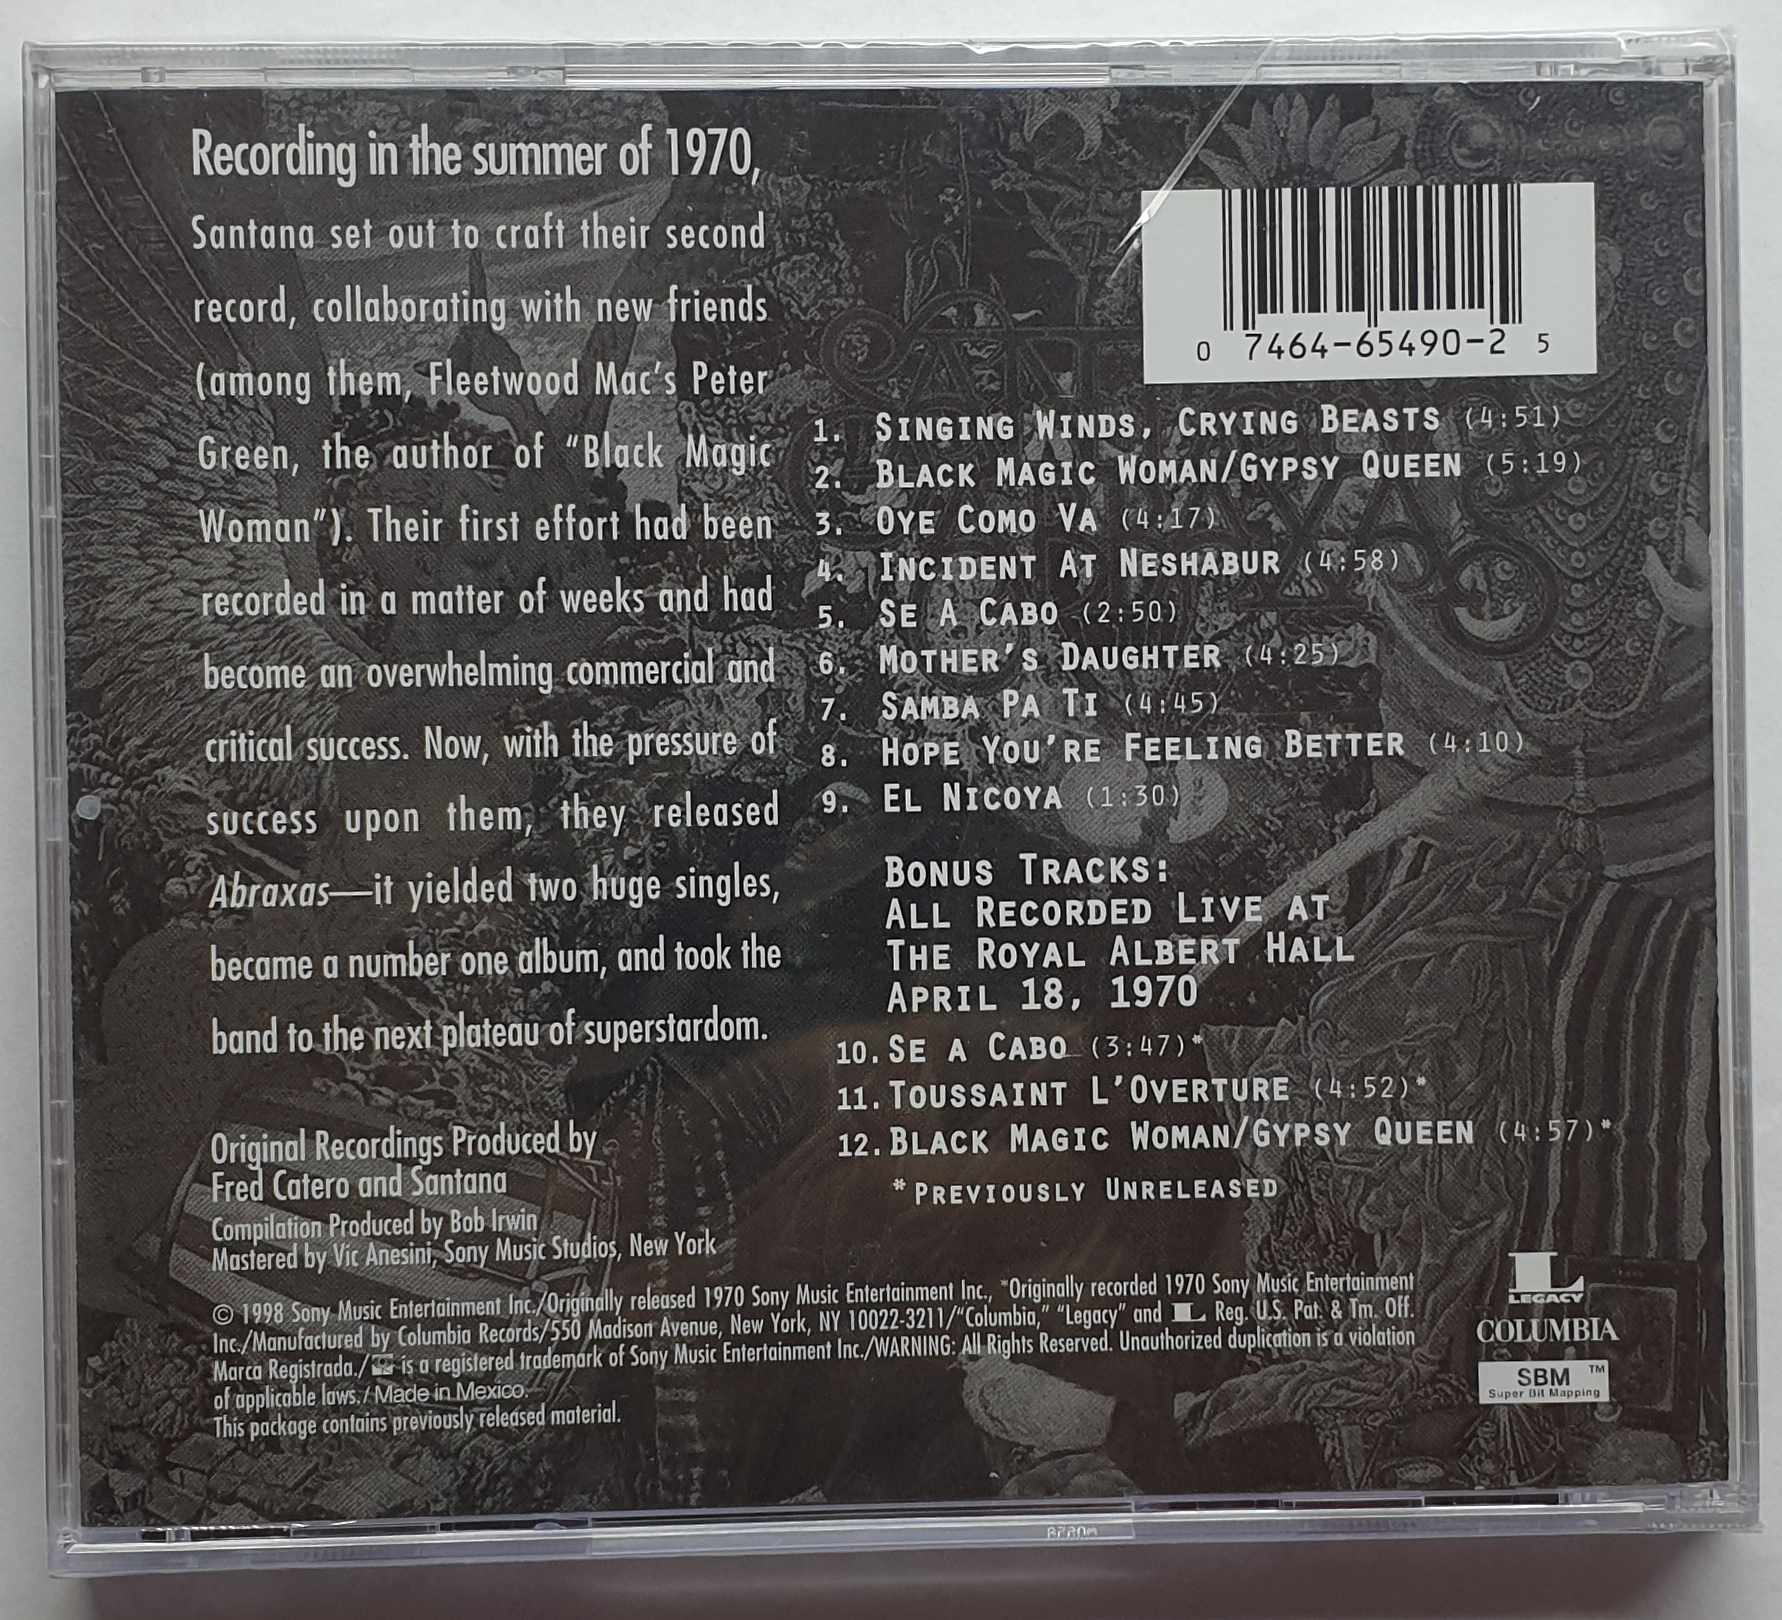 Recording in the summer of 1970,
Santana set out to craft their second
record, collaborating with new friends
(among them, Fleetwood Mac's Peter
Green, the author of "Black Magic
Woman"). Their first effort had been
recorded in a matter of weeks and had
become an overwhelming commercial and
critical success. Now, with the pressure of
success upon them, they released
Abraxas—it yielded two huge singles,
became a number one album, and took the
band to the next plateau of superstardom.
Original Recordings Produced by
Fred Catero and Santana
Compilation Produced by Bob Irwin
Mastered by Vic Anesini, Sony Music Studios, New York
0 7464-65490-2 5
1. SINGING WINDS, CRYING BEASTS (4:51)
2. BLACK MAGIC WOMAN/GYPSY QUEEN (5:19)
3. OYE COMO VA (4:17)
4. INCIDENT AT NESHABUR (4:58)
5. SE A CABO (2:50)
6. MOTHER'S DAUGHTER (4:25)
7. SAMBA PA TI (4:45)
8. HOPE YOU'RE FEELING BETTER (4:10)
9. EL NICOYA (1:30)
BONUS TRACKS:
ALL RECORDED LIVE AT
THE ROYAL ALBERT HALL
APRIL 18, 1970
10. SE A CABO (3:47)*
11. TOUSSAINT L'OVERTURE (4:52)*
12. BLACK MAGIC WOMAN/GYPSY QUEEN (4:57)*
* PREVIOUSLY UNRELEASED
© 1998 Sony Music Entertainment Inc./Originally released 1970 Sony Music Entertainment Inc., *Originally recorded 1970 Sony Music Entertainment
Inc./Manufactured by Columbia Records/550 Madison Avenue, New York, NY 10022-3211/"Columbia," "Legacy" and L Reg. U.S. Pat. & Tm. Off.
Marca Registrada./ is a registered trademark of Sony Music Entertainment Inc./WARNING: All Rights Reserved. Unauthorized duplication is a violation
of applicable laws./Made in Mexico.
This package contains previously released material.
L
LEGACY
COLUMBIA
SBM™
Super Bit Mapping